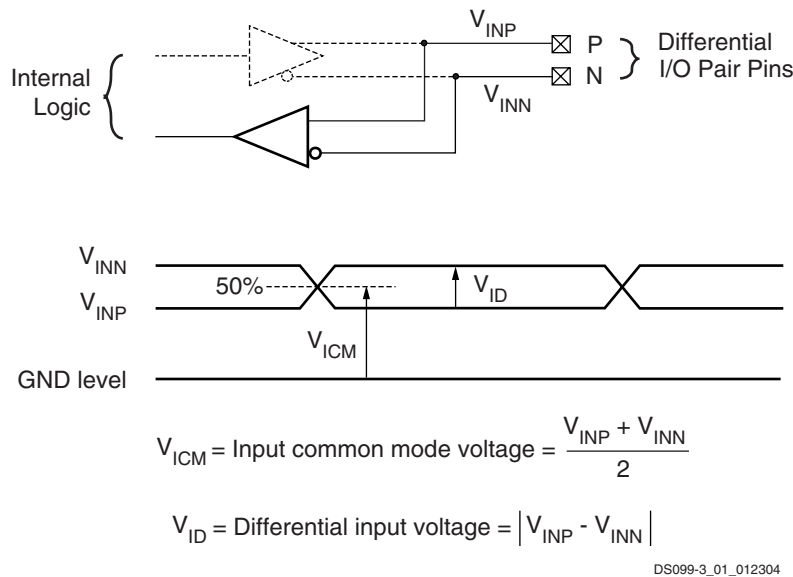 V_INP
P
Differential
I/O Pair Pins
Internal
Logic
N
V_INN
V_INN
50%
V_ID
V_INP
V_ICM
GND level
V_ICM = Input common mode voltage = (V_INP + V_INN) / 2
V_ID = Differential input voltage = |V_INP - V_INN|
DS099-3_01_012304